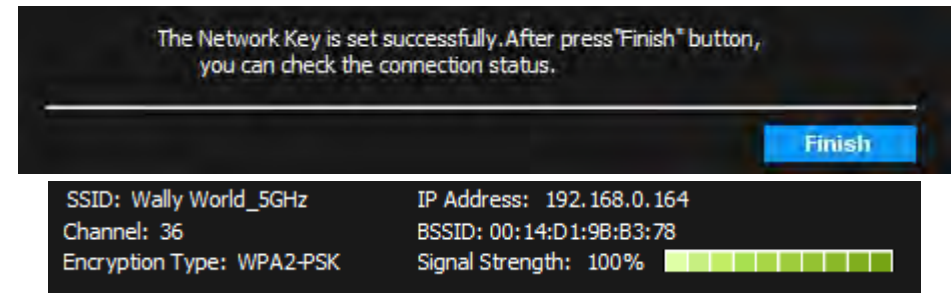 The Network Key is set successfully.After press"Finish" button,
you can check the connection status.
Finish
SSID: Wally World_5GHz
IP Address: 192.168.0.164
Channel: 36
BSSID: 00:14:D1:9B:B3:78
Encryption Type: WPA2-PSK
Signal Strength: 100%